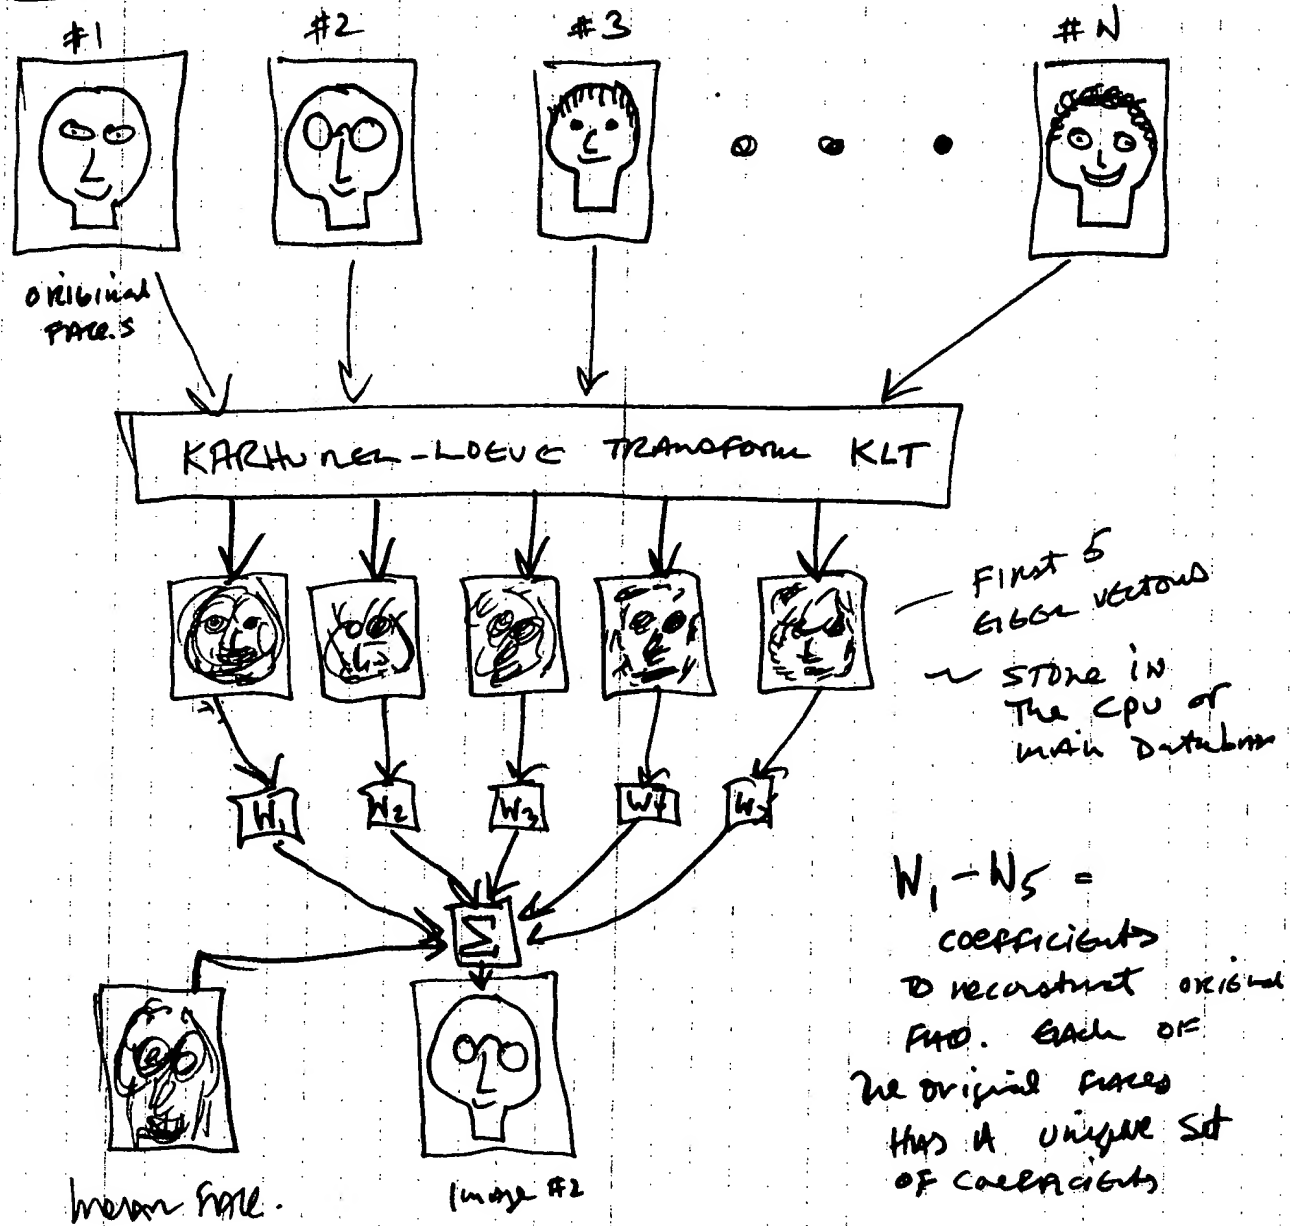 #1
#2
#3
#N
ORIGINAL
FACES
KARHUNEN-LOEVE TRANSFORM KLT
FIRST 5
EIGEN VECTORS
STORE IN
The CPU or
MAIN Database
W1
W2
W3
W4
W5
Σ
W1 - W5 =
COEFFICIENTS
TO reconstruct ORIGINAL
EACH OF
The original FACES
HAS A UNIQUE Set
OF COEFFICIENTS
mean FACE.
Image #2